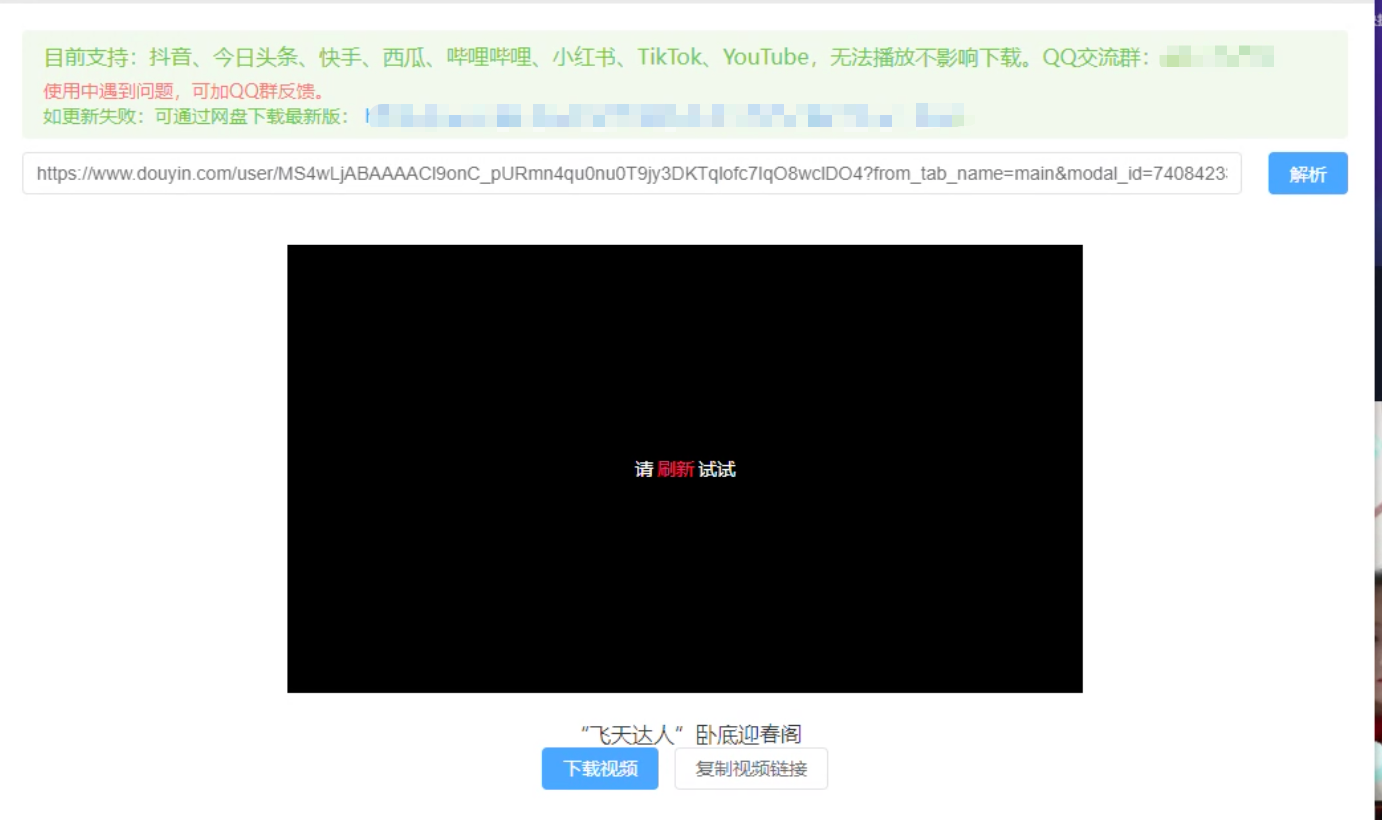 目前支持：抖音、今日头条、快手、西瓜、哔哩哔哩、小红书、TikTok、YouTube，无法播放不影响下载。QQ交流群：
使用中遇到问题，可加QQ群反馈。
如更新失败：可通过网盘下载最新版：
https://www.douyin.com/user/MS4wLjABAAAACl9onC_pURmn4qu0nu0T9jy3DKTqlofc7IqO8wclDO4?from_tab_name=main&modal_id=7408423
解析
请 刷新 试试
“飞天达人”卧底迎春阁
下载视频
复制视频链接